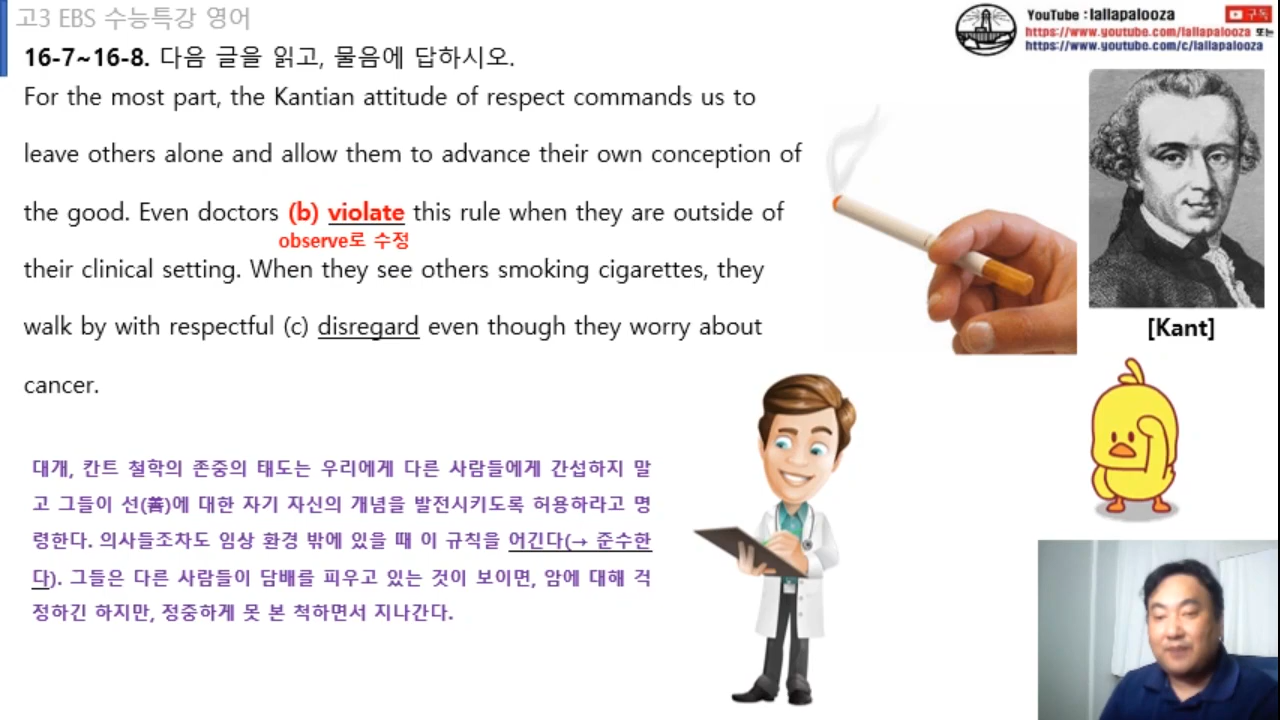 고3 EBS 수능특강 영어
YouTube : lallapalooza
구독
https://www.youtube.com/lallapalooza 또는
https://www.youtube.com/c/lallapalooza
16-7~16-8. 다음 글을 읽고, 물음에 답하시오.
For the most part, the Kantian attitude of respect commands us to
leave others alone and allow them to advance their own conception of
the good. Even doctors (b) violate this rule when they are outside of
observe로 수정
their clinical setting. When they see others smoking cigarettes, they
walk by with respectful (c) disregard even though they worry about
cancer.
[Kant]
대개, 칸트 철학의 존중의 태도는 우리에게 다른 사람들에게 간섭하지 말
고 그들이 선(善)에 대한 자기 자신의 개념을 발전시키도록 허용하라고 명
령한다. 의사들조차도 임상 환경 밖에 있을 때 이 규칙을 어긴다(→ 준수한
다). 그들은 다른 사람들이 담배를 피우고 있는 것이 보이면, 암에 대해 걱
정하긴 하지만, 정중하게 못 본 척하면서 지나간다.